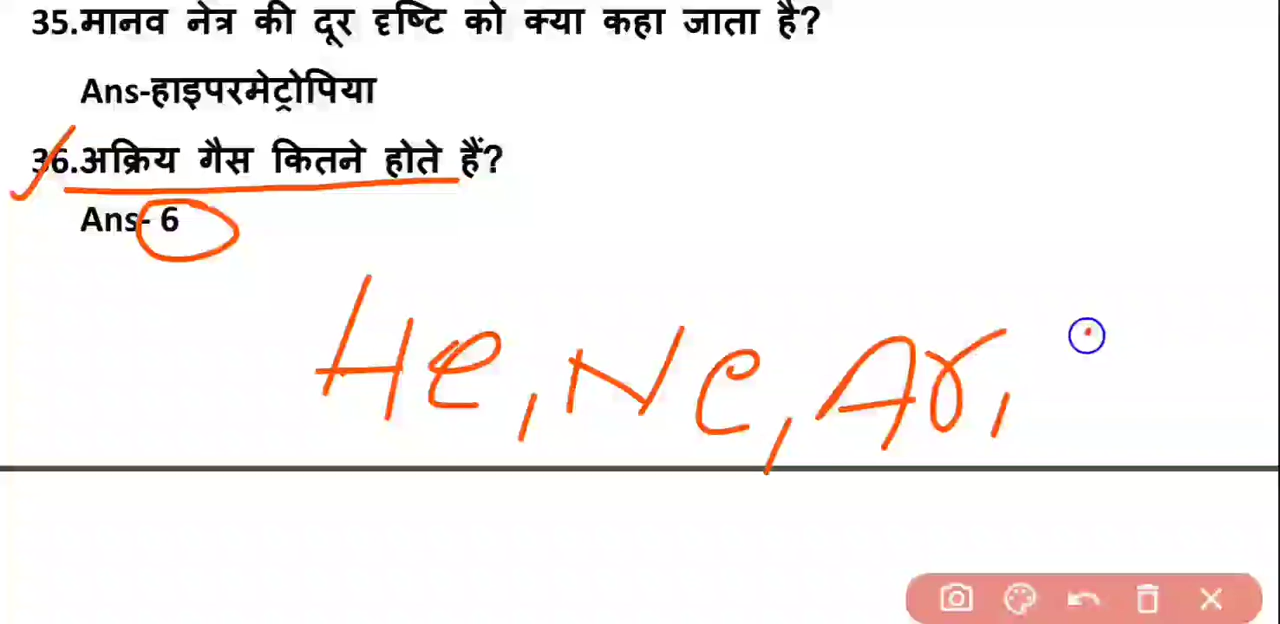 35.मानव नेत्र की दूर दृष्टि को क्या कहा जाता है?
Ans-हाइपरमेट्रोपिया
36.अक्रिय गैस कितने होते हैं?
Ans- 6
He, Ne, Ar,